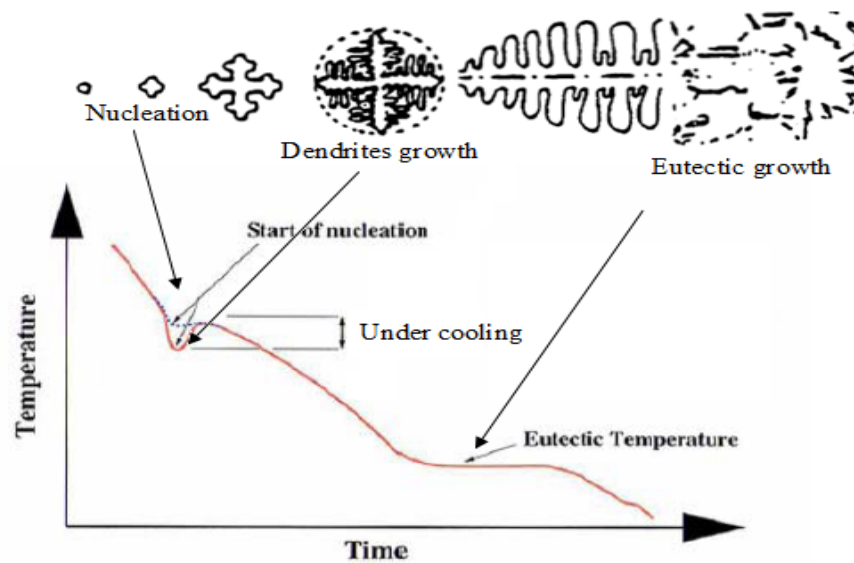 Nucleation
Dendrites growth
Eutectic growth
Start of nucleation
Under cooling
Eutectic Temperature
Temperature
Time